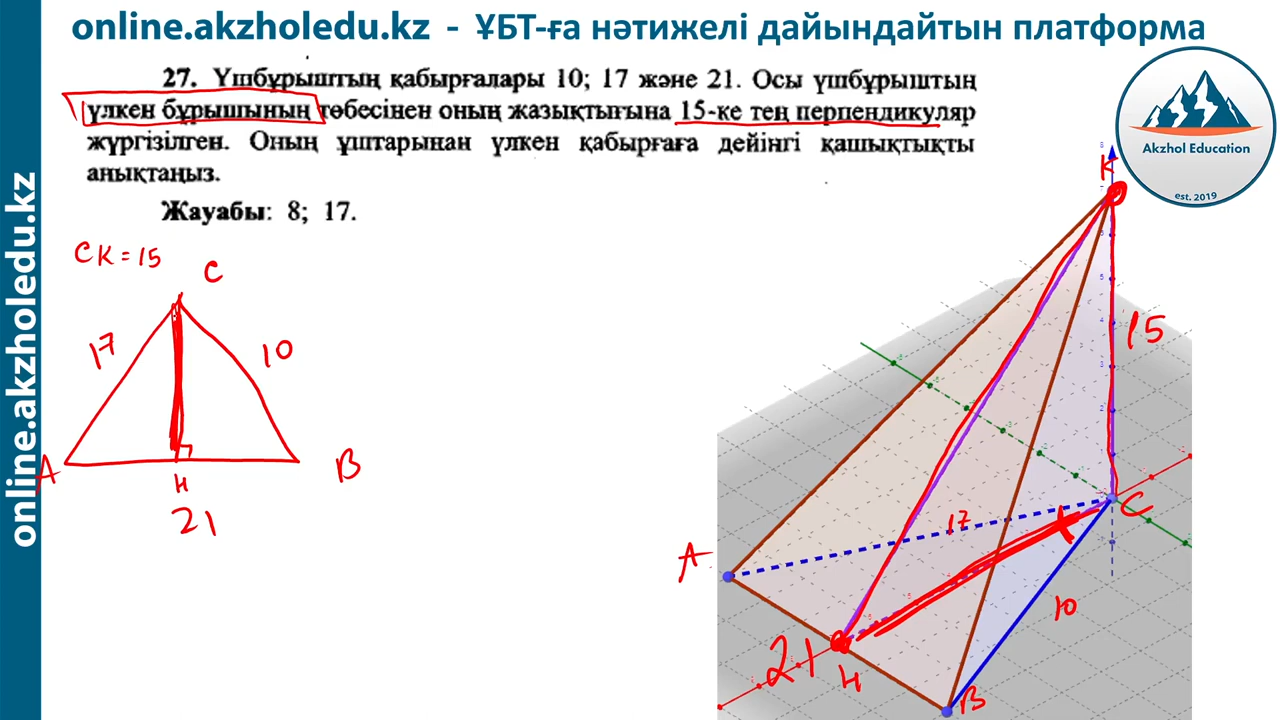 online.akzholedu.kz - ҰБТ-ға нәтижелі дайындайтын платформа
27. Үшбұрыштың қабырғалары 10; 17 және 21. Осы үшбұрыштың
үлкен бұрышының төбесінен оның жазықтығына 15-ке тең перпендикуляр
жүргізілген. Оның ұштарынан үлкен қабырғаға дейінгі қашықтықты
анықтаңыз.
Жауабы: 8; 17.
Akzhol Education
est. 2019
online.akzholedu.kz
CK = 15
C
17
10
A
H
B
21
K
15
C
17
A
10
21
H
B